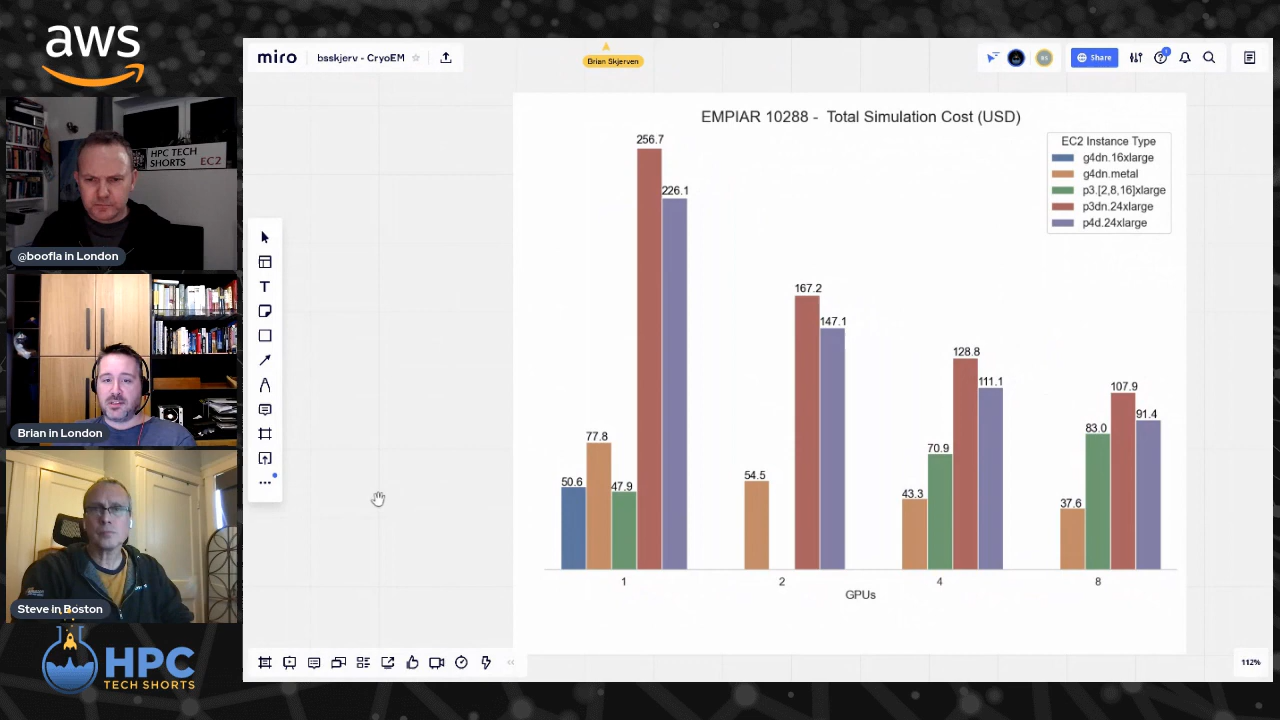 aws
HPC TECH
SHORTS
EC2
@boofla in London
Brian in London
Steve in Boston
HPC
TECH SHORTS
miro
bsskjerv - CryoEM
Brian Skjerven
Share
EMPIAR 10288 - Total Simulation Cost (USD)
EC2 Instance Type
g4dn.16xlarge
g4dn.metal
p3.[2,8,16]xlarge
p3dn.24xlarge
p4d.24xlarge
50.6
77.8
47.9
256.7
226.1
54.5
167.2
147.1
43.3
70.9
128.8
111.1
37.6
83.0
107.9
91.4
1
2
4
8
GPUs
112%